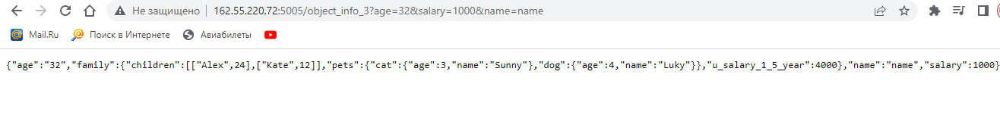 Не защищено | 162.55.220.72:5005/object_info_3?age=32&salary=1000&name=name
Mail.Ru Поиск в Интернете Авиабилеты
{"age":"32","family":{"children":[["Alex",24],["Kate",12]],"pets":{"cat":{"age":3,"name":"Sunny"},"dog":{"age":4,"name":"Luky"}},"u_salary_1_5_year":4000},"name":"name","salary":1000}